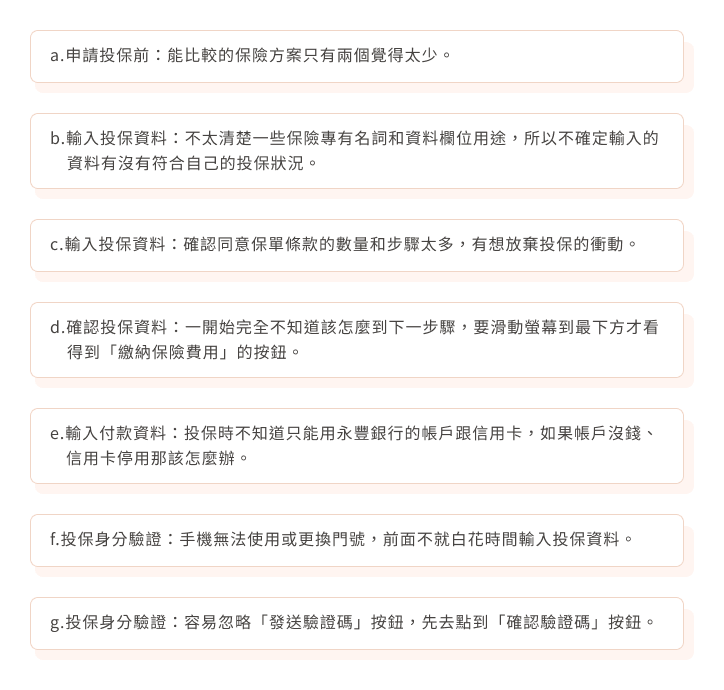 a.申請投保前：能比較的保險方案只有兩個覺得太少。
b.輸入投保資料：不太清楚一些保險專有名詞和資料欄位用途，所以不確定輸入的
資料有沒有符合自己的投保狀況。
c.輸入投保資料：確認同意保單條款的數量和步驟太多，有想放棄投保的衝動。
d.確認投保資料：一開始完全不知道該怎麼到下一步驟，要滑動螢幕到最下方才看
得到「繳納保險費用」的按鈕。
e.輸入付款資料：投保時不知道只能用永豐銀行的帳戶跟信用卡，如果帳戶沒錢、
信用卡停用那該怎麼辦。
f.投保身分驗證：手機無法使用或更換門號，前面不就白花時間輸入投保資料。
g.投保身分驗證：容易忽略「發送驗證碼」按鈕，先去點到「確認驗證碼」按鈕。